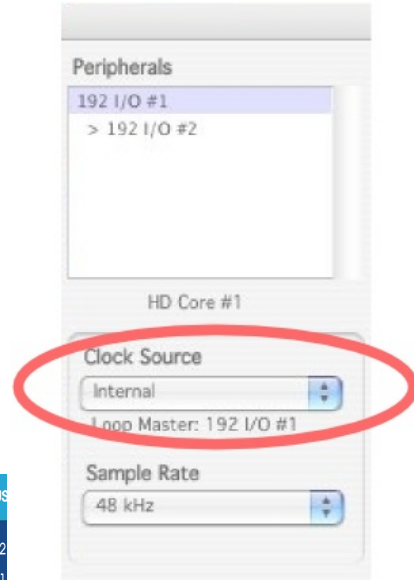 Peripherals
192 I/O #1
> 192 I/O #2
HD Core #1
Clock Source
Internal
Loop Master: 192 I/O #1
Sample Rate
48 kHz